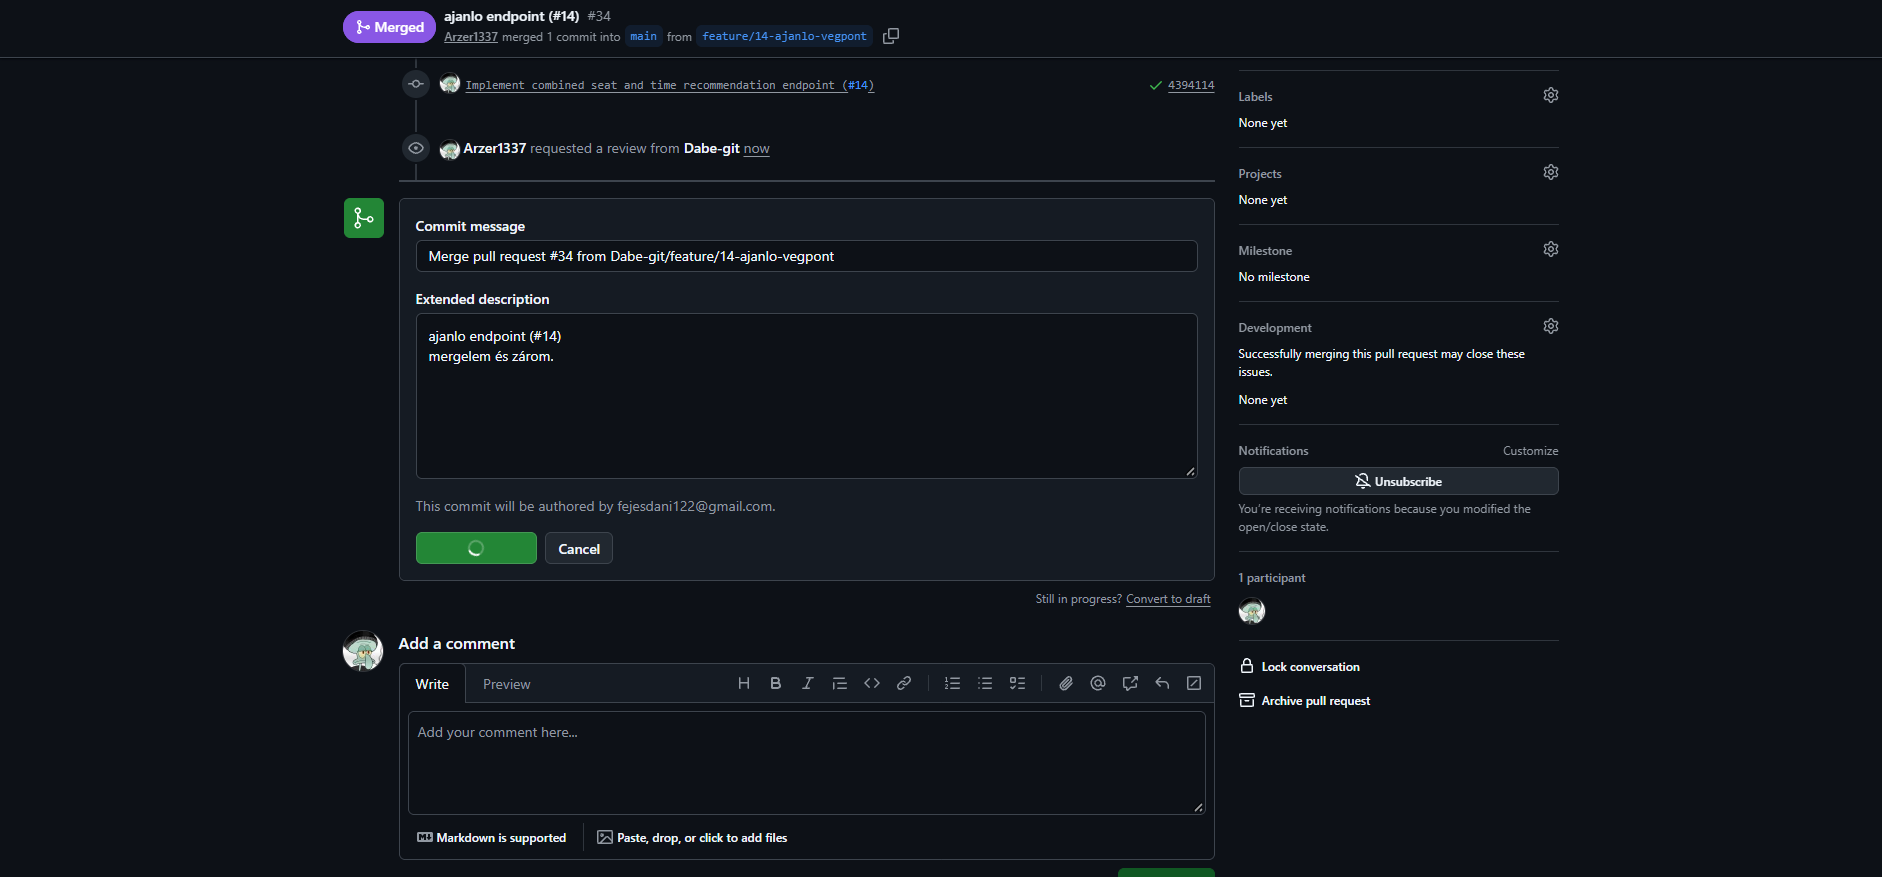 Merged
ajanlo endpoint (#14) #34
Arzer1337 merged 1 commit into main from feature/14-ajanlo-vegpont
Implement combined seat and time recommendation endpoint (#14)
4394114
Arzer1337 requested a review from Dabe-git now
Commit message
Merge pull request #34 from Dabe-git/feature/14-ajanlo-vegpont
Extended description
ajanlo endpoint (#14)
mergelem és zárom.
This commit will be authored by fejesdani122@gmail.com.
Cancel
Still in progress? Convert to draft
Add a comment
Write
Preview
Add your comment here...
Markdown is supported
Paste, drop, or click to add files
Labels
None yet
Projects
None yet
Milestone
No milestone
Development
Successfully merging this pull request may close these
issues.
None yet
Notifications
Customize
Unsubscribe
You're receiving notifications because you modified the
open/close state.
1 participant
Lock conversation
Archive pull request